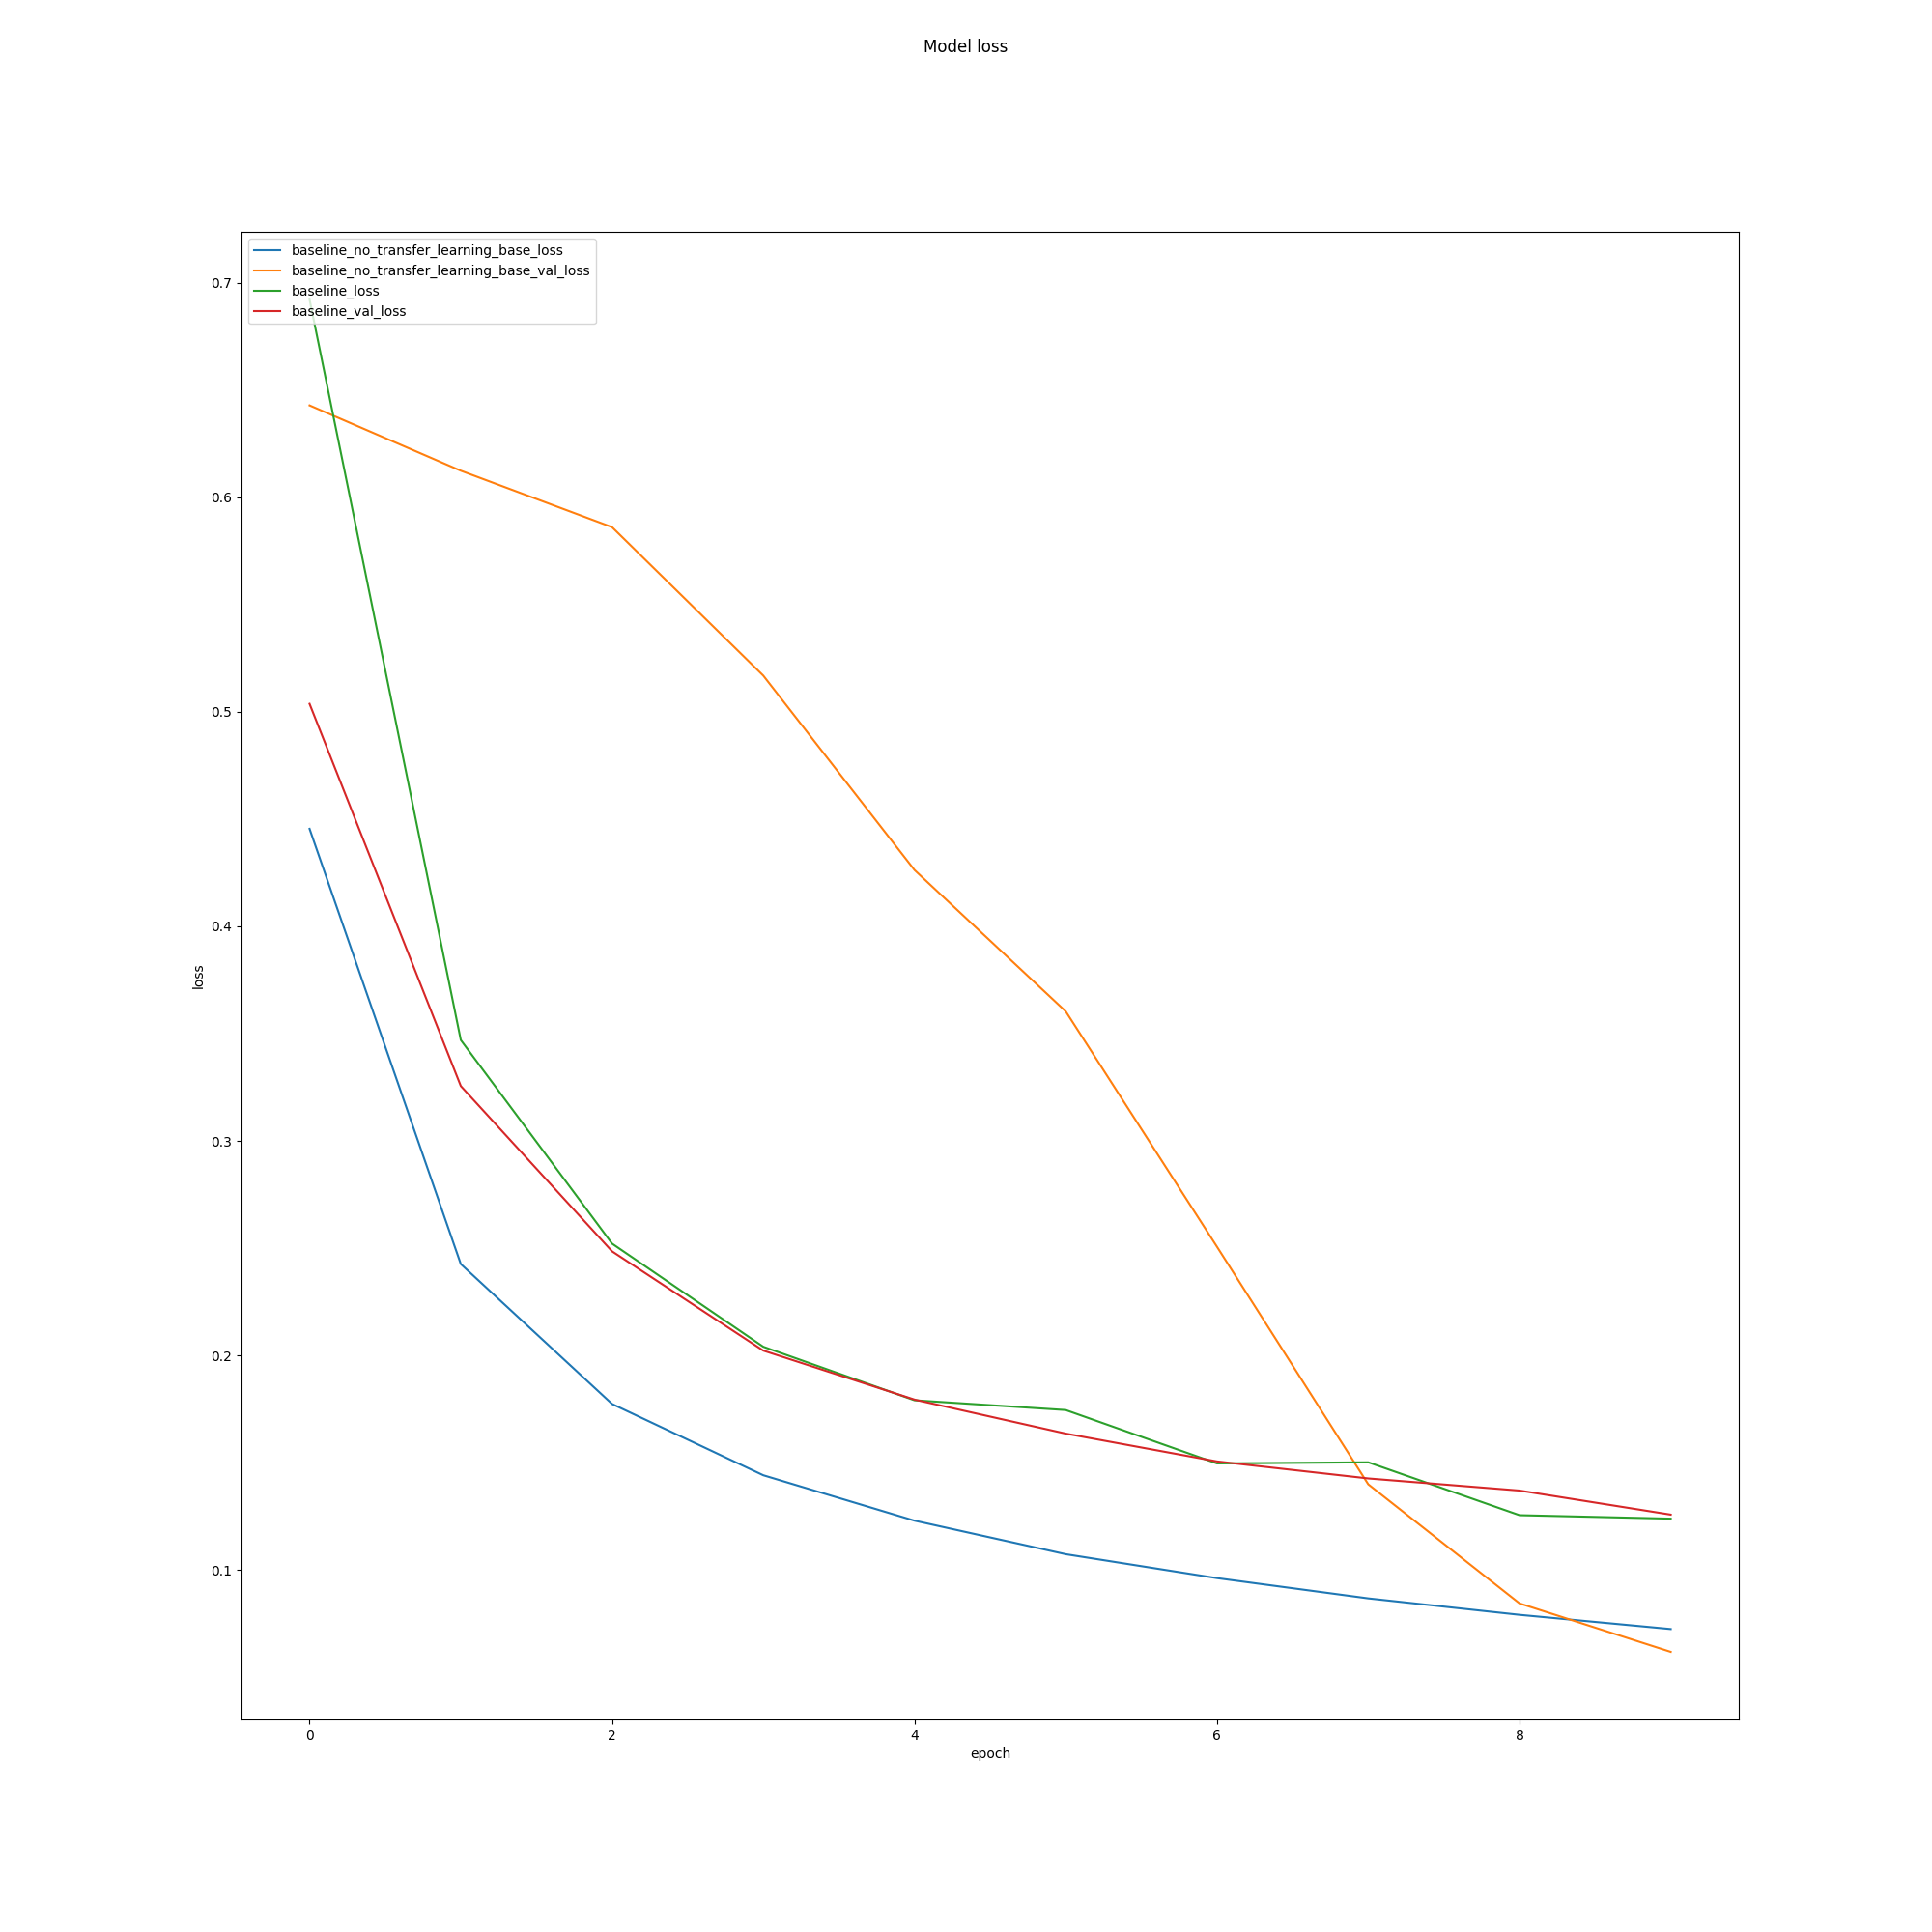 Model loss
baseline_no_transfer_learning_base_loss
baseline_no_transfer_learning_base_val_loss
baseline_loss
baseline_val_loss
0.7
0.6
0.5
0.4
0.3
0.2
0.1
loss
0 2 4 6 8
epoch